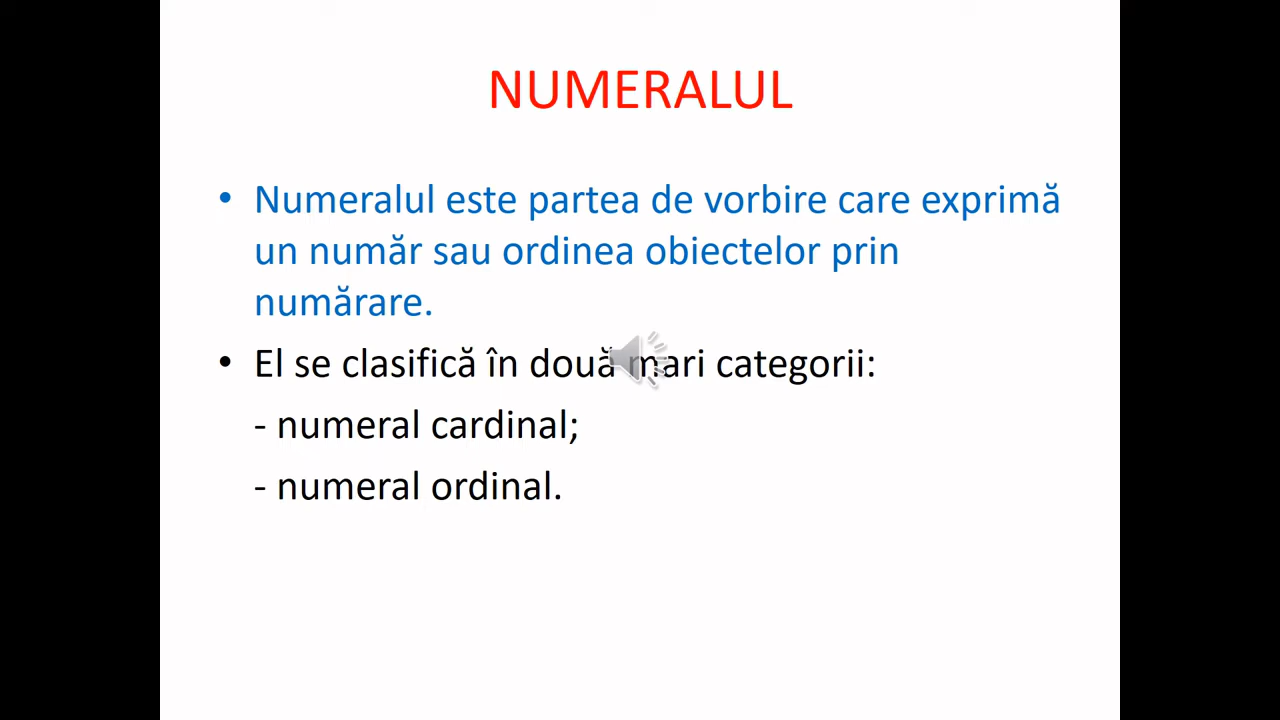 NUMERALUL
• Numeralul este partea de vorbire care exprimă
un număr sau ordinea obiectelor prin
numărare.
• El se clasifică în două mari categorii:
- numeral cardinal;
- numeral ordinal.